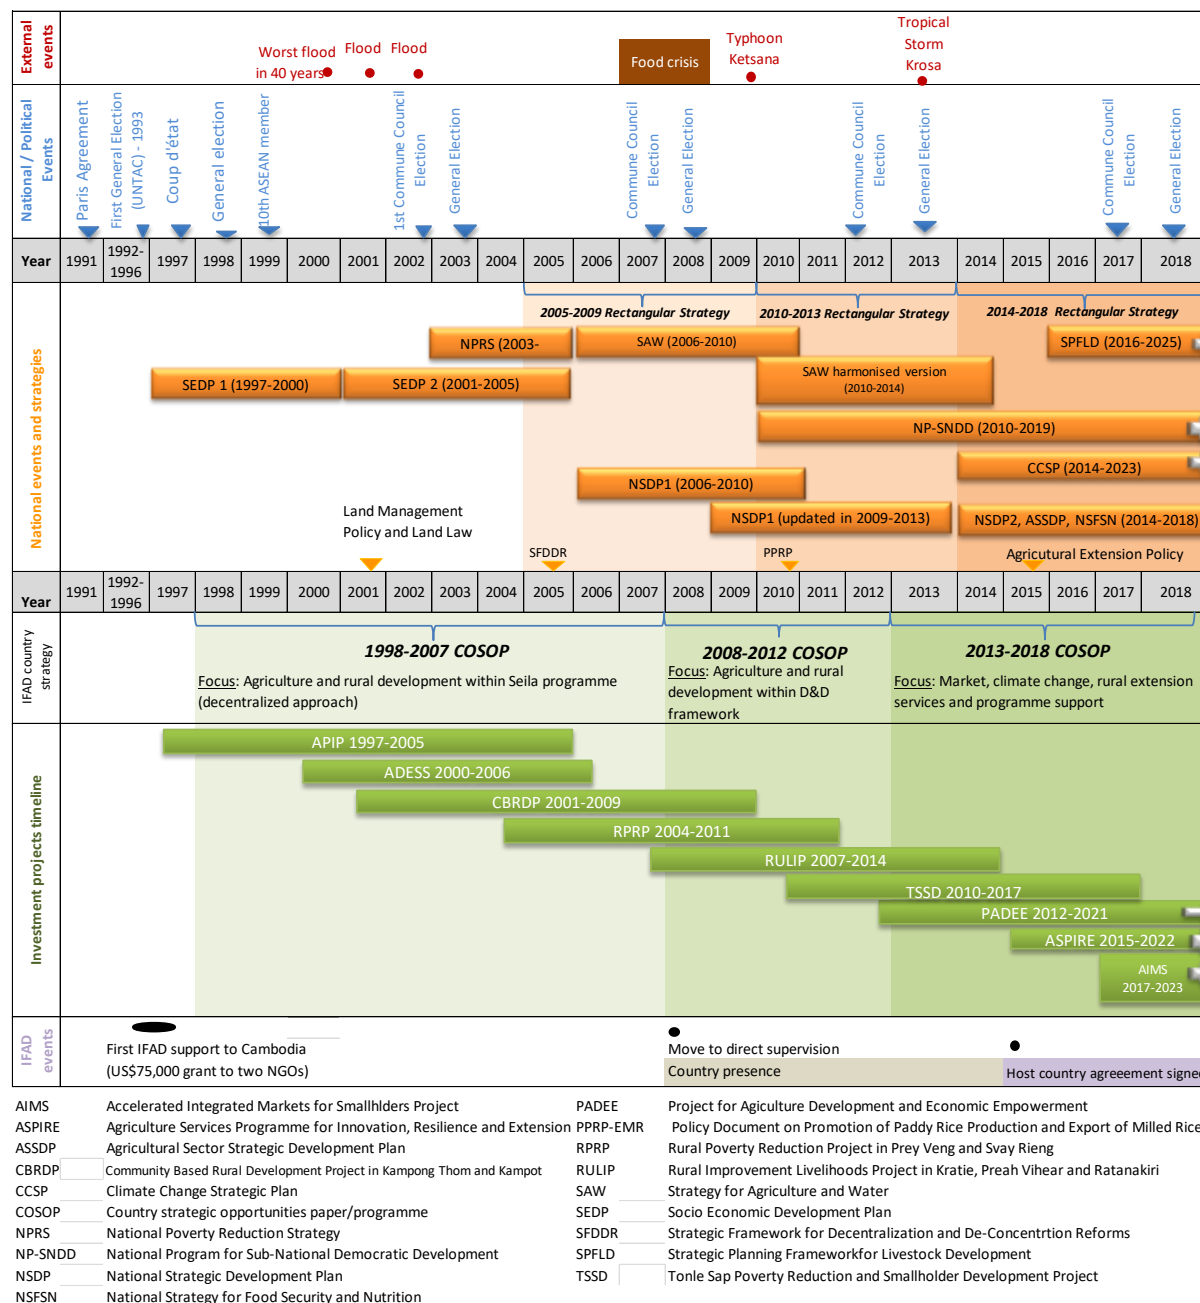 External
events
Worst flood
in 40 years
Flood
Flood
Food crisis
Typhoon
Ketsana
Tropical
Storm
Krosa
National / Political
Events
Paris Agreement
First General Election
(UNTAC) - 1993
Coup d'état
General election
10th ASEAN member
1st Commune Council
Election
General Election
Commune Council
Election
General Election
Commune Council
Election
General Election
Commune Council
Election
General Election
Year 1991 1992-1996 1997 1998 1999 2000 2001 2002 2003 2004 2005 2006 2007 2008 2009 2010 2011 2012 2013 2014 2015 2016 2017 2018
National events and strategies
2005-2009 Rectangular Strategy
2010-2013 Rectangular Strategy
2014-2018 Rectangular Strategy
NPRS (2003-
SAW (2006-2010)
SPFLD (2016-2025)
SEDP 1 (1997-2000)
SEDP 2 (2001-2005)
SAW harmonised version
(2010-2014)
NP-SNDD (2010-2019)
CCSP (2014-2023)
NSDP1 (2006-2010)
NSDP1 (updated in 2009-2013)
NSDP2, ASSDP, NSFSN (2014-2018)
Land Management
Policy and Land Law
SFDDR
PPRP
Agricutural Extension Policy
Year 1991 1992-1996 1997 1998 1999 2000 2001 2002 2003 2004 2005 2006 2007 2008 2009 2010 2011 2012 2013 2014 2015 2016 2017 2018
IFAD country
strategy
1998-2007 COSOP
Focus: Agriculture and rural development within Seila programme
(decentralized approach)
2008-2012 COSOP
Focus: Agriculture and rural
development within D&D
framework
2013-2018 COSOP
Focus: Market, climate change, rural extension
services and programme support
Investment projects timeline
APIP 1997-2005
ADESS 2000-2006
CBRDP 2001-2009
RPRP 2004-2011
RULIP 2007-2014
TSSD 2010-2017
PADEE 2012-2021
ASPIRE 2015-2022
AIMS
2017-2023
IFAD
events
First IFAD support to Cambodia
(US$75,000 grant to two NGOs)
Move to direct supervision
Country presence
Host country agreeement signed
AIMS Accelerated Integrated Markets for Smallhlders Project
ASPIRE Agriculture Services Programme for Innovation, Resilience and Extension
ASSDP Agricultural Sector Strategic Development Plan
CBRDP Community Based Rural Development Project in Kampong Thom and Kampot
CCSP Climate Change Strategic Plan
COSOP Country strategic opportunities paper/programme
NPRS National Poverty Reduction Strategy
NP-SNDD National Program for Sub-National Democratic Development
NSDP National Strategic Development Plan
NSFSN National Strategy for Food Security and Nutrition
PADEE Project for Agiculture Development and Economic Empowerment
PPRP-EMR Policy Document on Promotion of Paddy Rice Production and Export of Milled Rice
RPRP Rural Poverty Reduction Project in Prey Veng and Svay Rieng
RULIP Rural Improvement Livelihoods Project in Kratie, Preah Vihear and Ratanakiri
SAW Strategy for Agriculture and Water
SEDP Socio Economic Development Plan
SFDDR Strategic Framework for Decentralization and De-Concentrtion Reforms
SPFLD Strategic Planning Frameworkfor Livestock Development
TSSD Tonle Sap Poverty Reduction and Smallholder Development Project